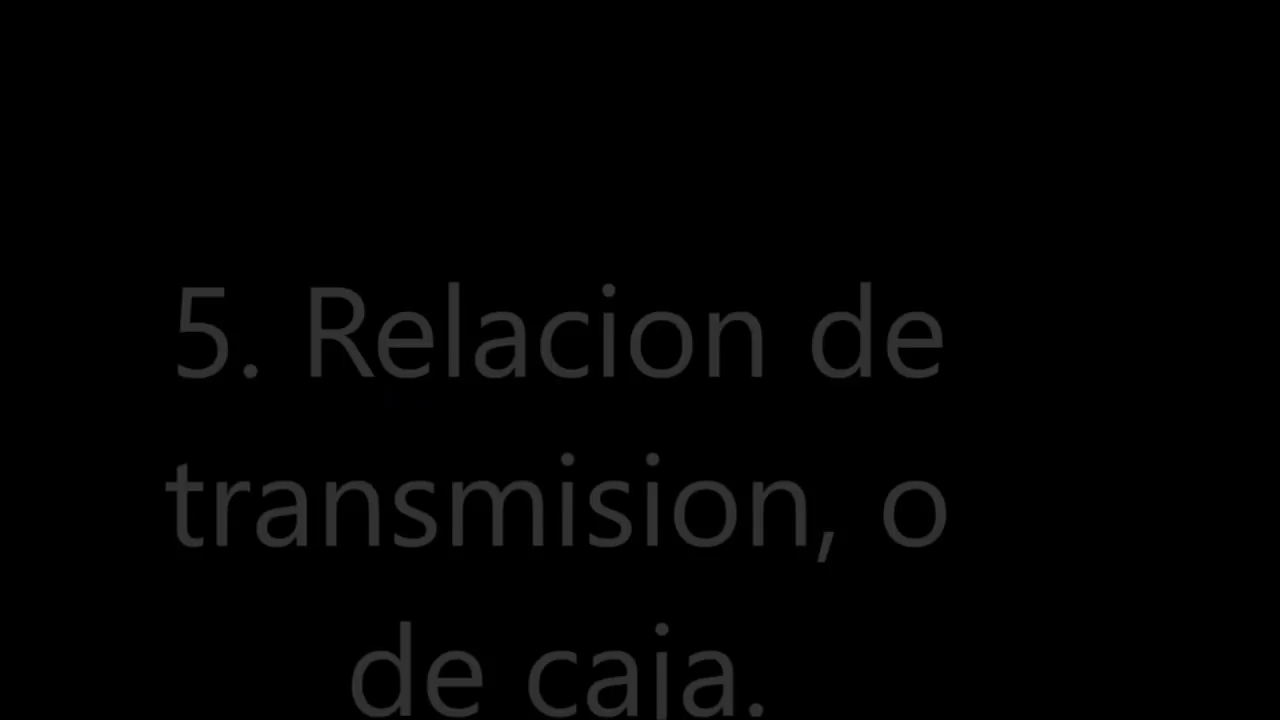 5. Relacion de
transmision, o
de caja.